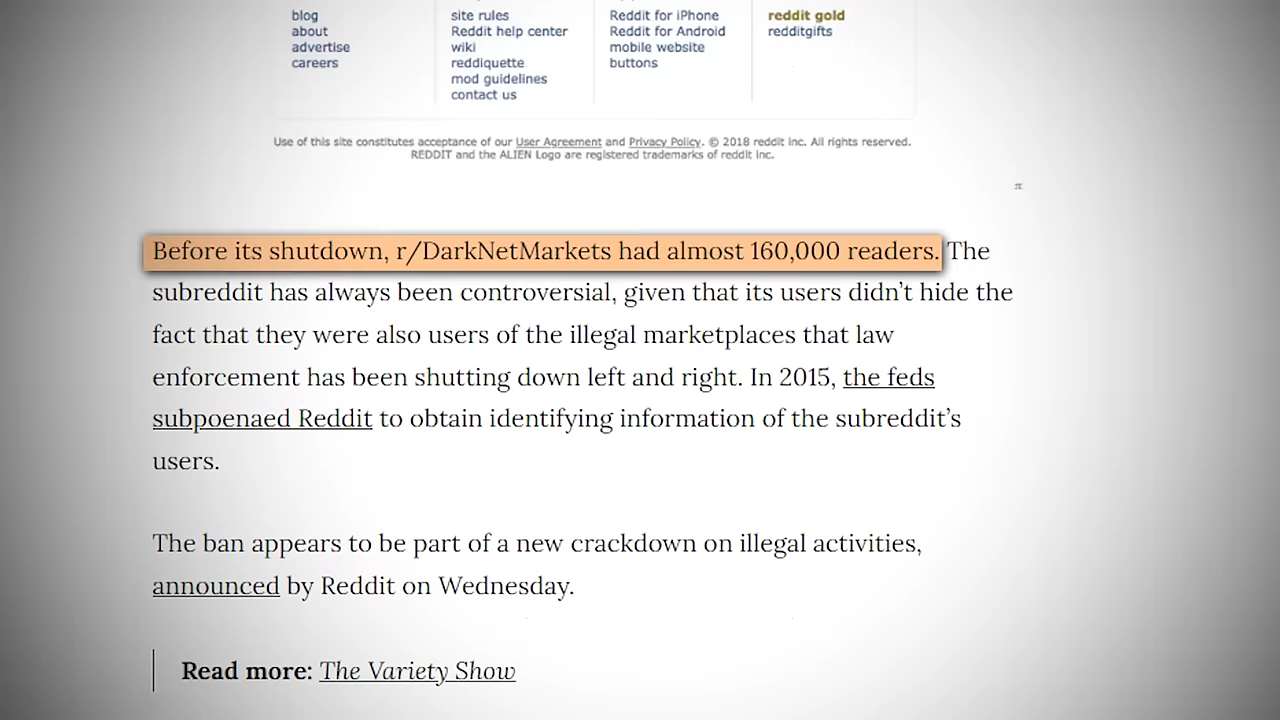 blog
about
advertise
careers
site rules
Reddit help center
wiki
reddiquette
mod guidelines
contact us
Reddit for iPhone
Reddit for Android
mobile website
buttons
reddit gold
redditgifts
Use of this site constitutes acceptance of our User Agreement and Privacy Policy. © 2018 reddit inc. All rights reserved.
REDDIT and the ALIEN Logo are registered trademarks of reddit inc.
π
Before its shutdown, r/DarkNetMarkets had almost 160,000 readers. The
subreddit has always been controversial, given that its users didn’t hide the
fact that they were also users of the illegal marketplaces that law
enforcement has been shutting down left and right. In 2015, the feds
subpoenaed Reddit to obtain identifying information of the subreddit’s
users.
The ban appears to be part of a new crackdown on illegal activities,
announced by Reddit on Wednesday.
Read more: The Variety Show